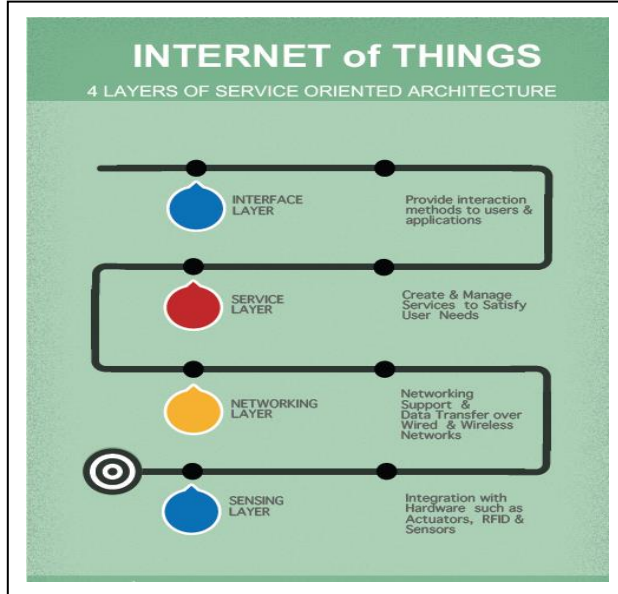 INTERNET of THINGS
4 LAYERS OF SERVICE ORIENTED ARCHITECTURE
INTERFACE
LAYER
Provide interaction
methods to users &
applications
SERVICE
LAYER
Create & Manage
Services to Satisfy
User Needs
NETWORKING
LAYER
Networking
Support &
Data Transfer over
Wired & Wireless
Networks
SENSING
LAYER
Integration with
Hardware such as
Actuators, RFID &
Sensors